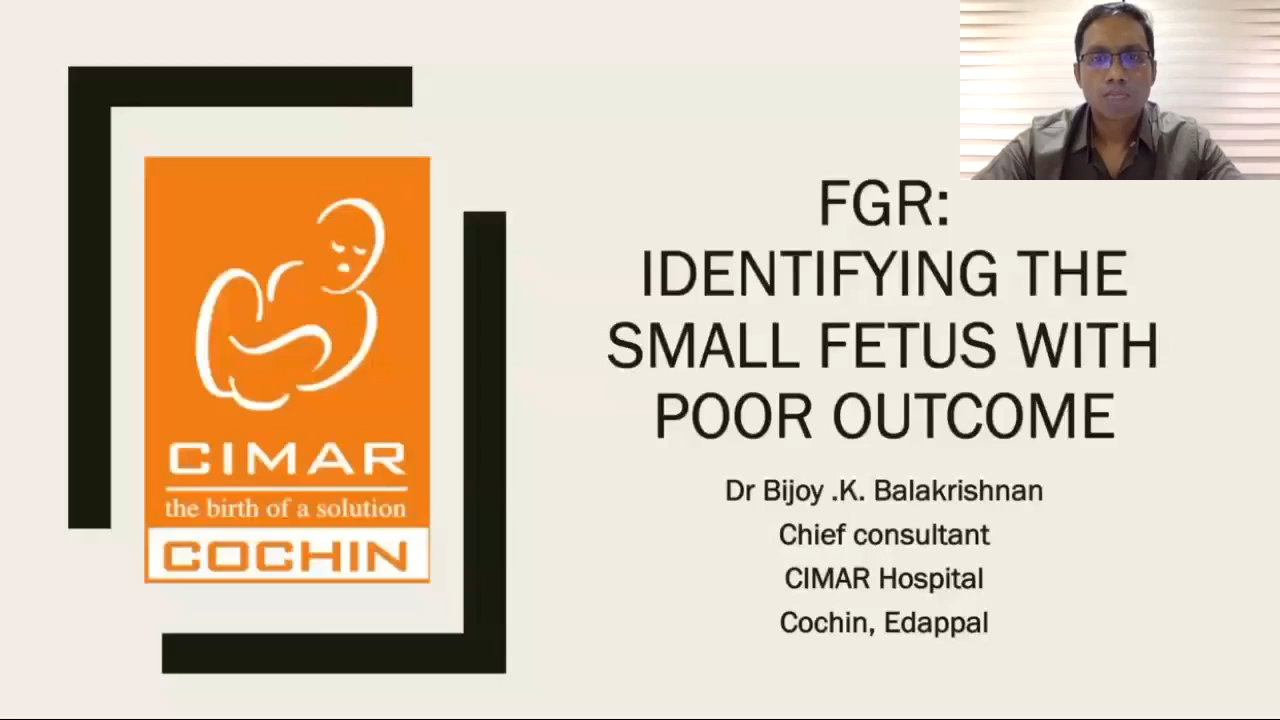 CIMAR
the birth of a solution
COCHIN
FGR:
IDENTIFYING THE
SMALL FETUS WITH
POOR OUTCOME
Dr Bijoy .K. Balakrishnan
Chief consultant
CIMAR Hospital
Cochin, Edappal